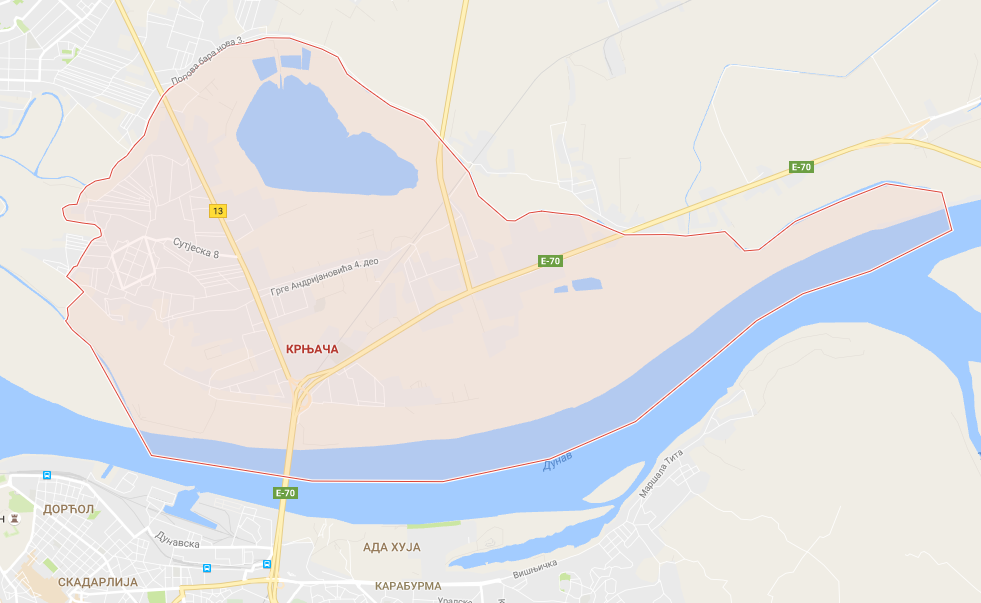 Попова бара нова 3.
E-70
13
Сутјеска 8
E-70
Грге Андријановића 4. део
КРЊАЧА
Дунав
Маршала Тита
E-70
ДОРЋОЛ
Дунавска
АДА ХУЈА
Вишњичка
СКАДАРЛИЈА
КАРАБУРМА